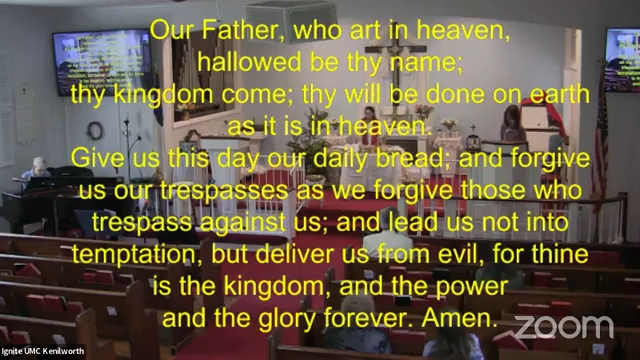 Our Father, who art in heaven,
hallowed be thy name;
thy kingdom come; thy will be done on earth
as it is in heaven.
Give us this day our daily bread; and forgive
us our trespasses as we forgive those who
trespass against us; and lead us not into
temptation, but deliver us from evil, for thine
is the kingdom, and the power
and the glory forever. Amen.
zoom
Ignite UMC Kenilworth